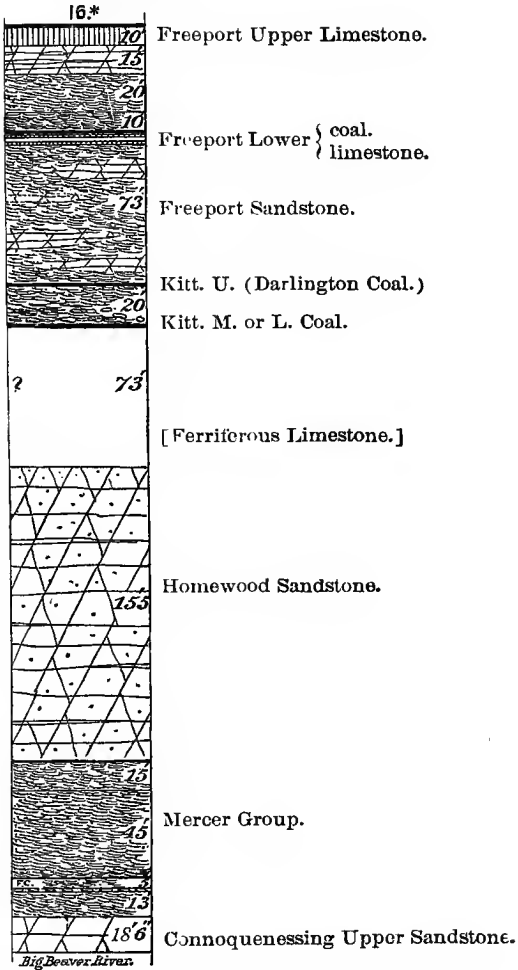 16.*
10' Freeport Upper Limestone.
15'
20'
10'
Freeport Lower { coal.
limestone.
73' Freeport Sandstone.
Kitt. U. (Darlington Coal.)
20'
Kitt. M. or L. Coal.
? 73'
[Ferriferous Limestone.]
Homewood Sandstone.
155'
15'
45' Mercer Group.
F.C. 3'
13'
18'6" Connoquenessing Upper Sandstone.
Big Beaver River.